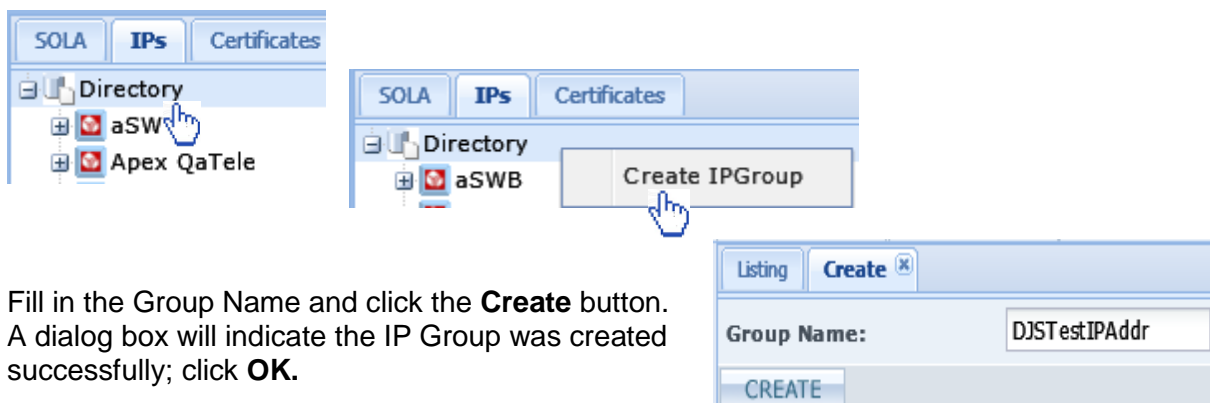 SOLA IPs Certificates
Directory
aSW
Apex QaTele
SOLA IPs Certificates
Directory
aSWB
Create IPGroup
Fill in the Group Name and click the Create button.
A dialog box will indicate the IP Group was created
successfully; click OK.
Listing Create
Group Name: DJSTestIPAddr
CREATE